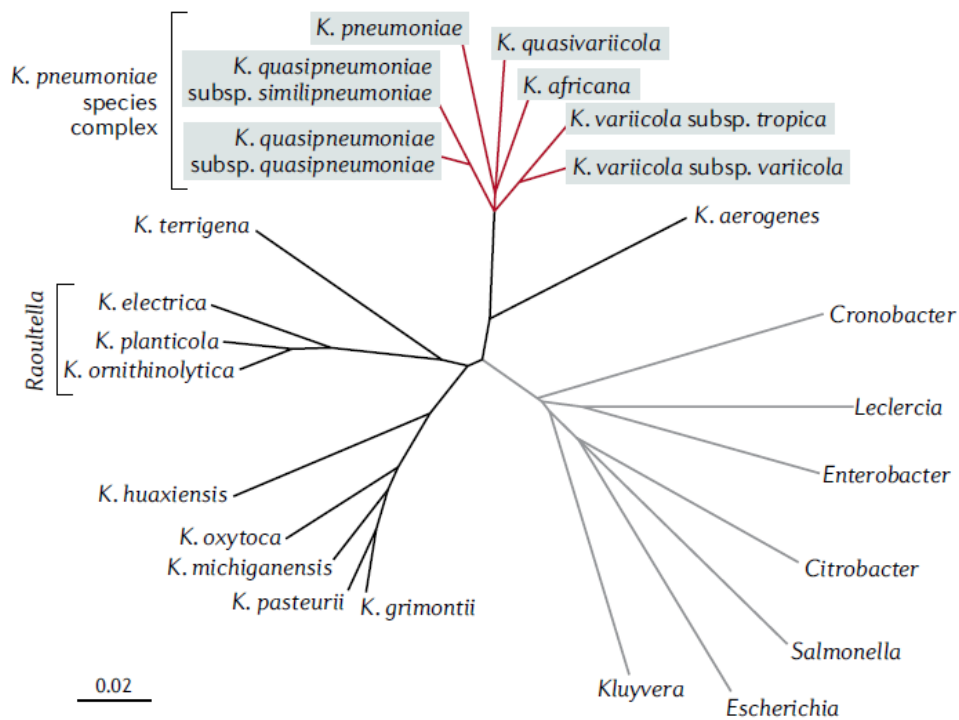 K. pneumoniae
species
complex
K. pneumoniae
K. quasipneumoniae
subsp. similipneumoniae
K. quasipneumoniae
subsp. quasipneumoniae
K. quasivariicola
K. africana
K. variicola subsp. tropica
K. variicola subsp. variicola
K. terrigena
K. aerogenes
Raoultella
K. electrica
K. planticola
K. ornithinolytica
Cronobacter
Leclercia
Enterobacter
Citrobacter
Salmonella
Escherichia
Kluyvera
K. huaxiensis
K. oxytoca
K. michiganensis
K. pasteurii
K. grimontii
0.02